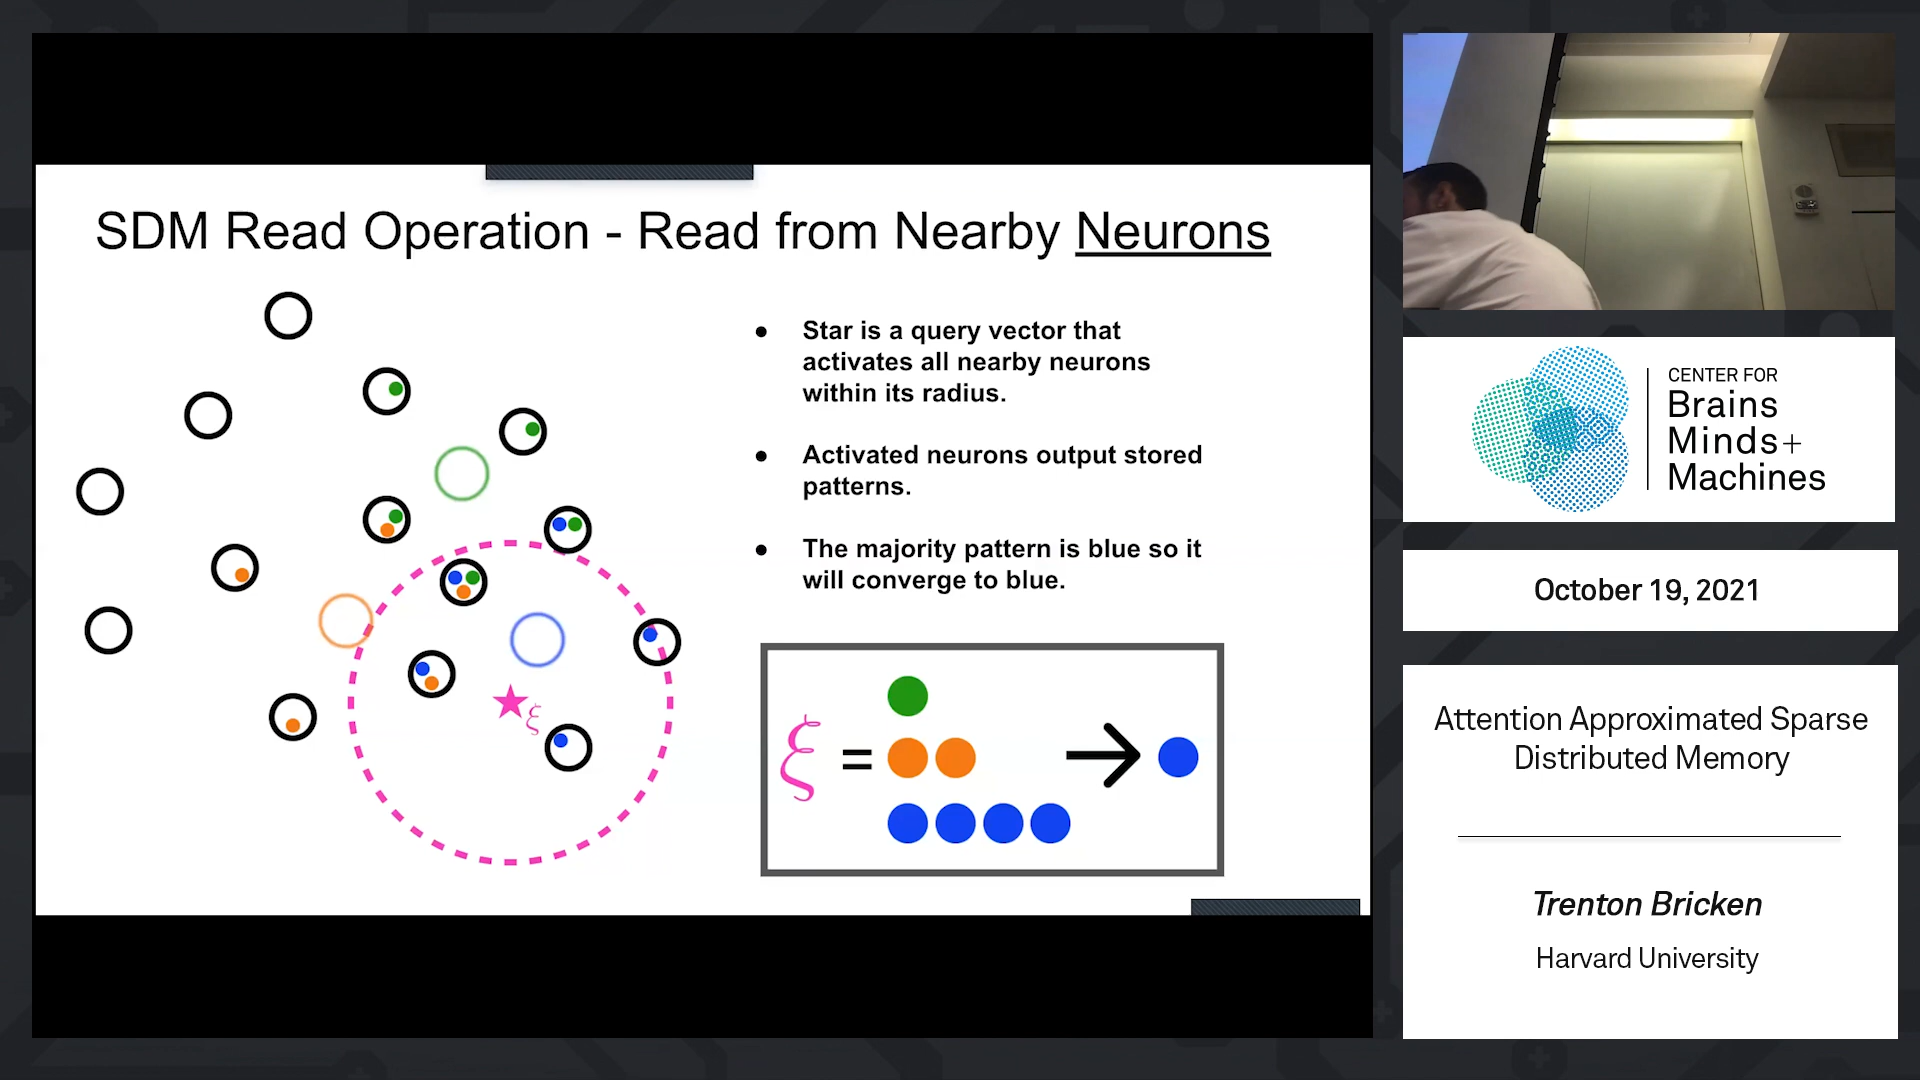 SDM Read Operation - Read from Nearby Neurons
● Star is a query vector that
activates all nearby neurons
within its radius.
● Activated neurons output stored
patterns.
● The majority pattern is blue so it
will converge to blue.
ξ
ξ = →
CENTER FOR
Brains
Minds+
Machines
October 19, 2021
Attention Approximated Sparse
Distributed Memory
Trenton Bricken
Harvard University